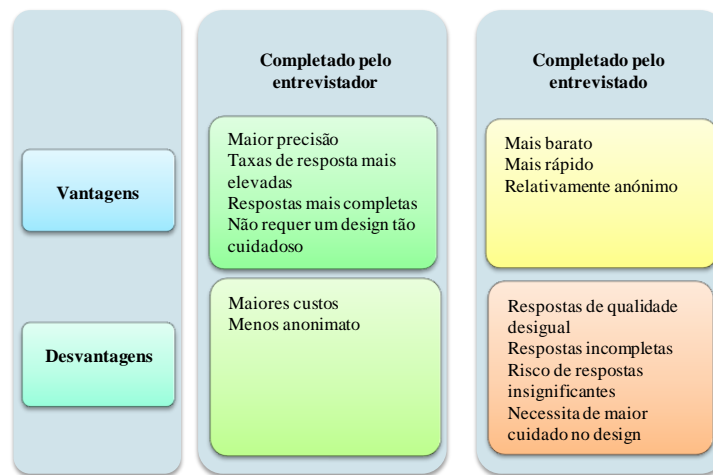 Completado pelo
entrevistador
Completado pelo
entrevistado
Vantagens
Maior precisão
Taxas de resposta mais
elevadas
Respostas mais completas
Não requer um design tão
cuidadoso
Mais barato
Mais rápido
Relativamente anónimo
Desvantagens
Maiores custos
Menos anonimato
Respostas de qualidade
desigual
Respostas incompletas
Risco de respostas
insignificantes
Necessita de maior
cuidado no design